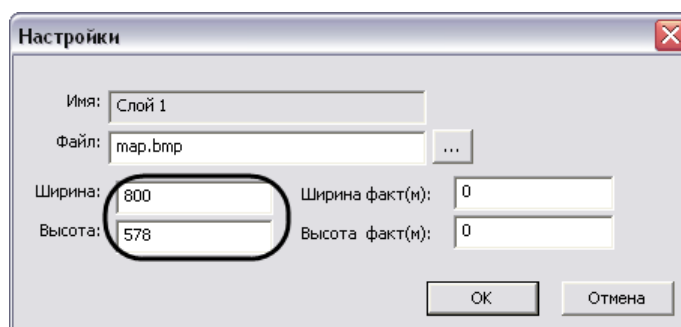 Настройки
Имя: Слой 1
Файл: map.bmp ...
Ширина: 800 Ширина факт(м): 0
Высота: 578 Высота факт(м): 0
OK Отмена